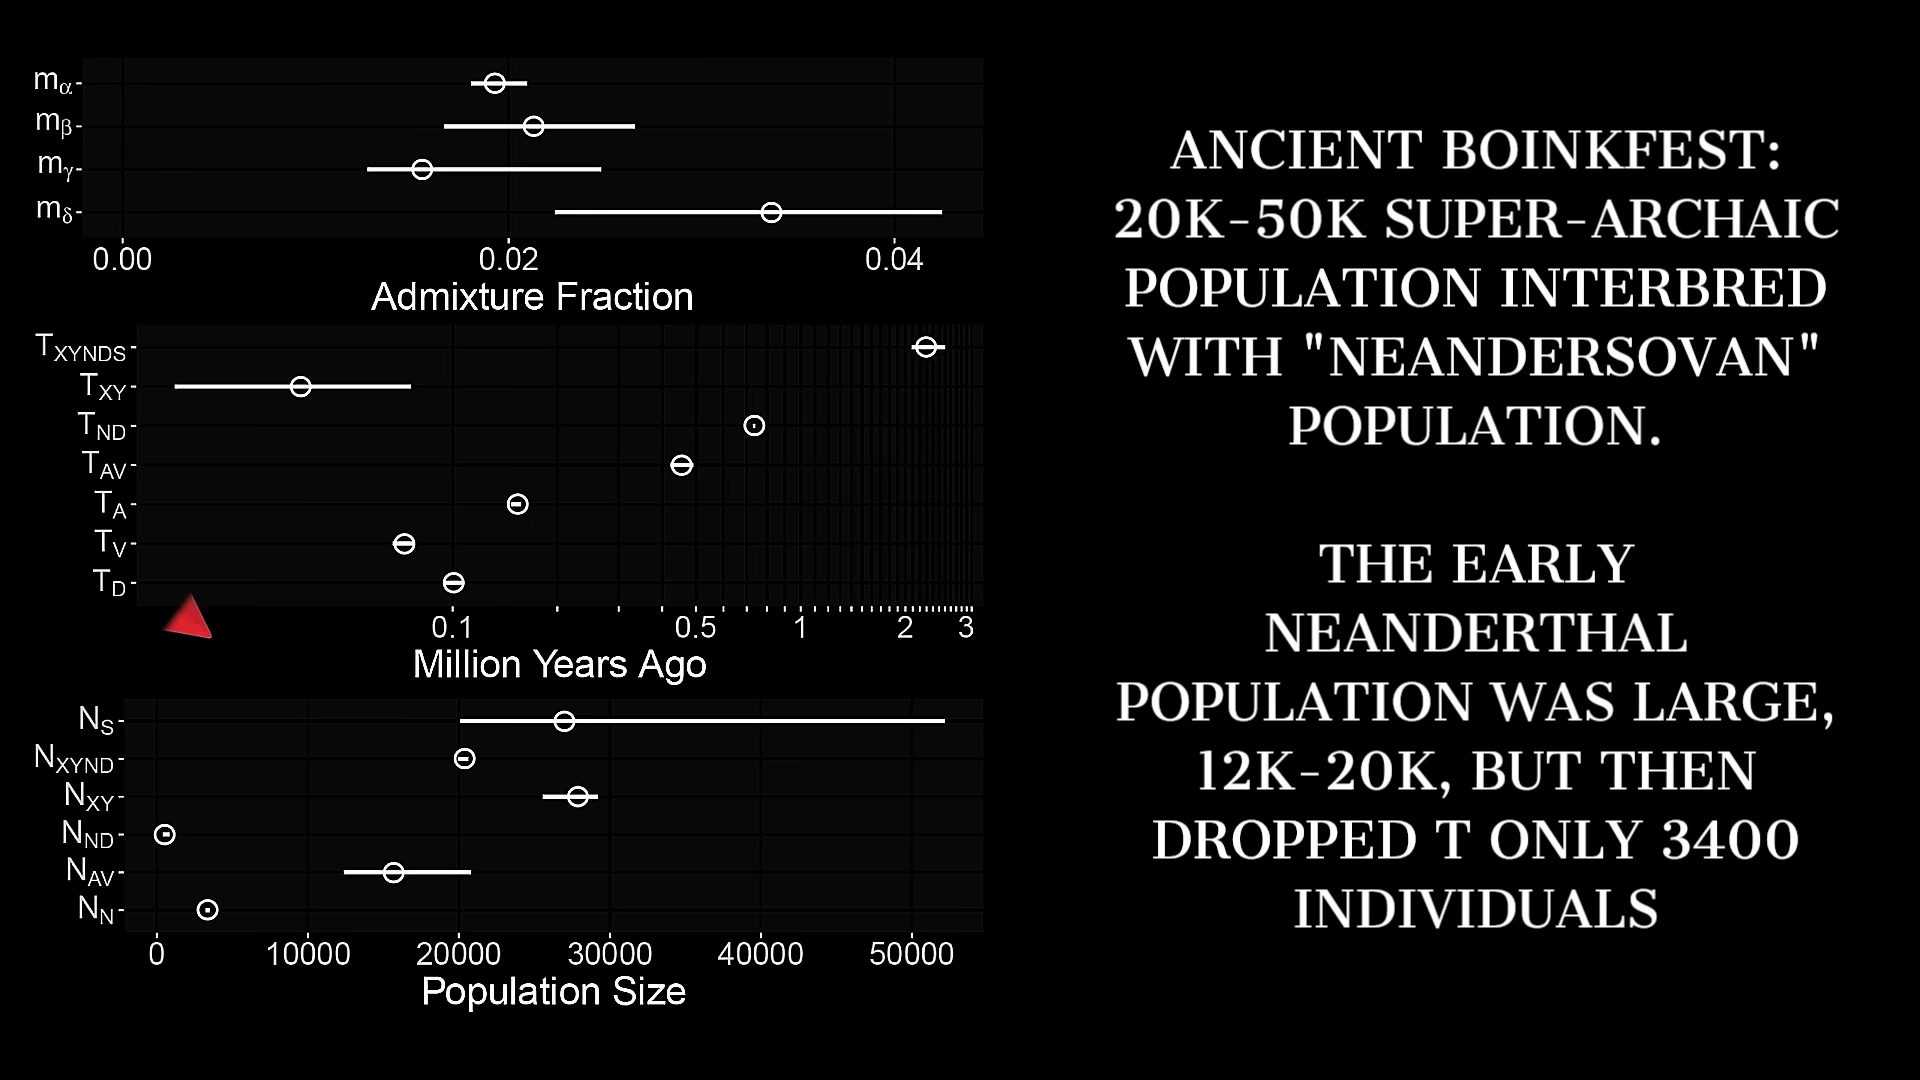 mα
mβ
mγ
mδ
0.00 0.02 0.04
Admixture Fraction
TXYNDS
TXY
TND
TAV
TA
TV
TD
0.1 0.5 1 2 3
Million Years Ago
NS
NXYND
NXY
NND
NAV
NN
0 10000 20000 30000 40000 50000
Population Size
ANCIENT BOINKFEST:
20K-50K SUPER-ARCHAIC
POPULATION INTERBRED
WITH "NEANDERSOVAN"
POPULATION.
THE EARLY
NEANDERTHAL
POPULATION WAS LARGE,
12K-20K, BUT THEN
DROPPED T ONLY 3400
INDIVIDUALS